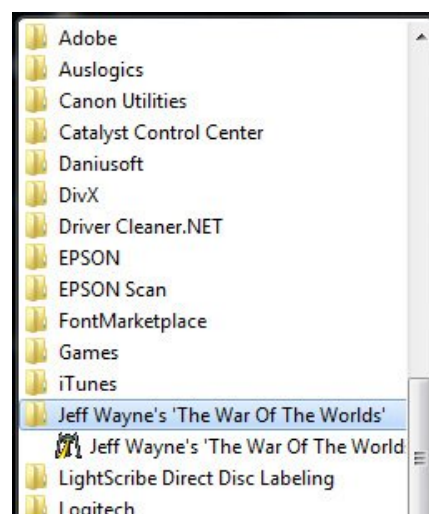 Adobe
Auslogics
Canon Utilities
Catalyst Control Center
Daniusoft
DivX
Driver Cleaner.NET
EPSON
EPSON Scan
FontMarketplace
Games
iTunes
Jeff Wayne's 'The War Of The Worlds'
Jeff Wayne's 'The War Of The World
LightScribe Direct Disc Labeling
Logitech